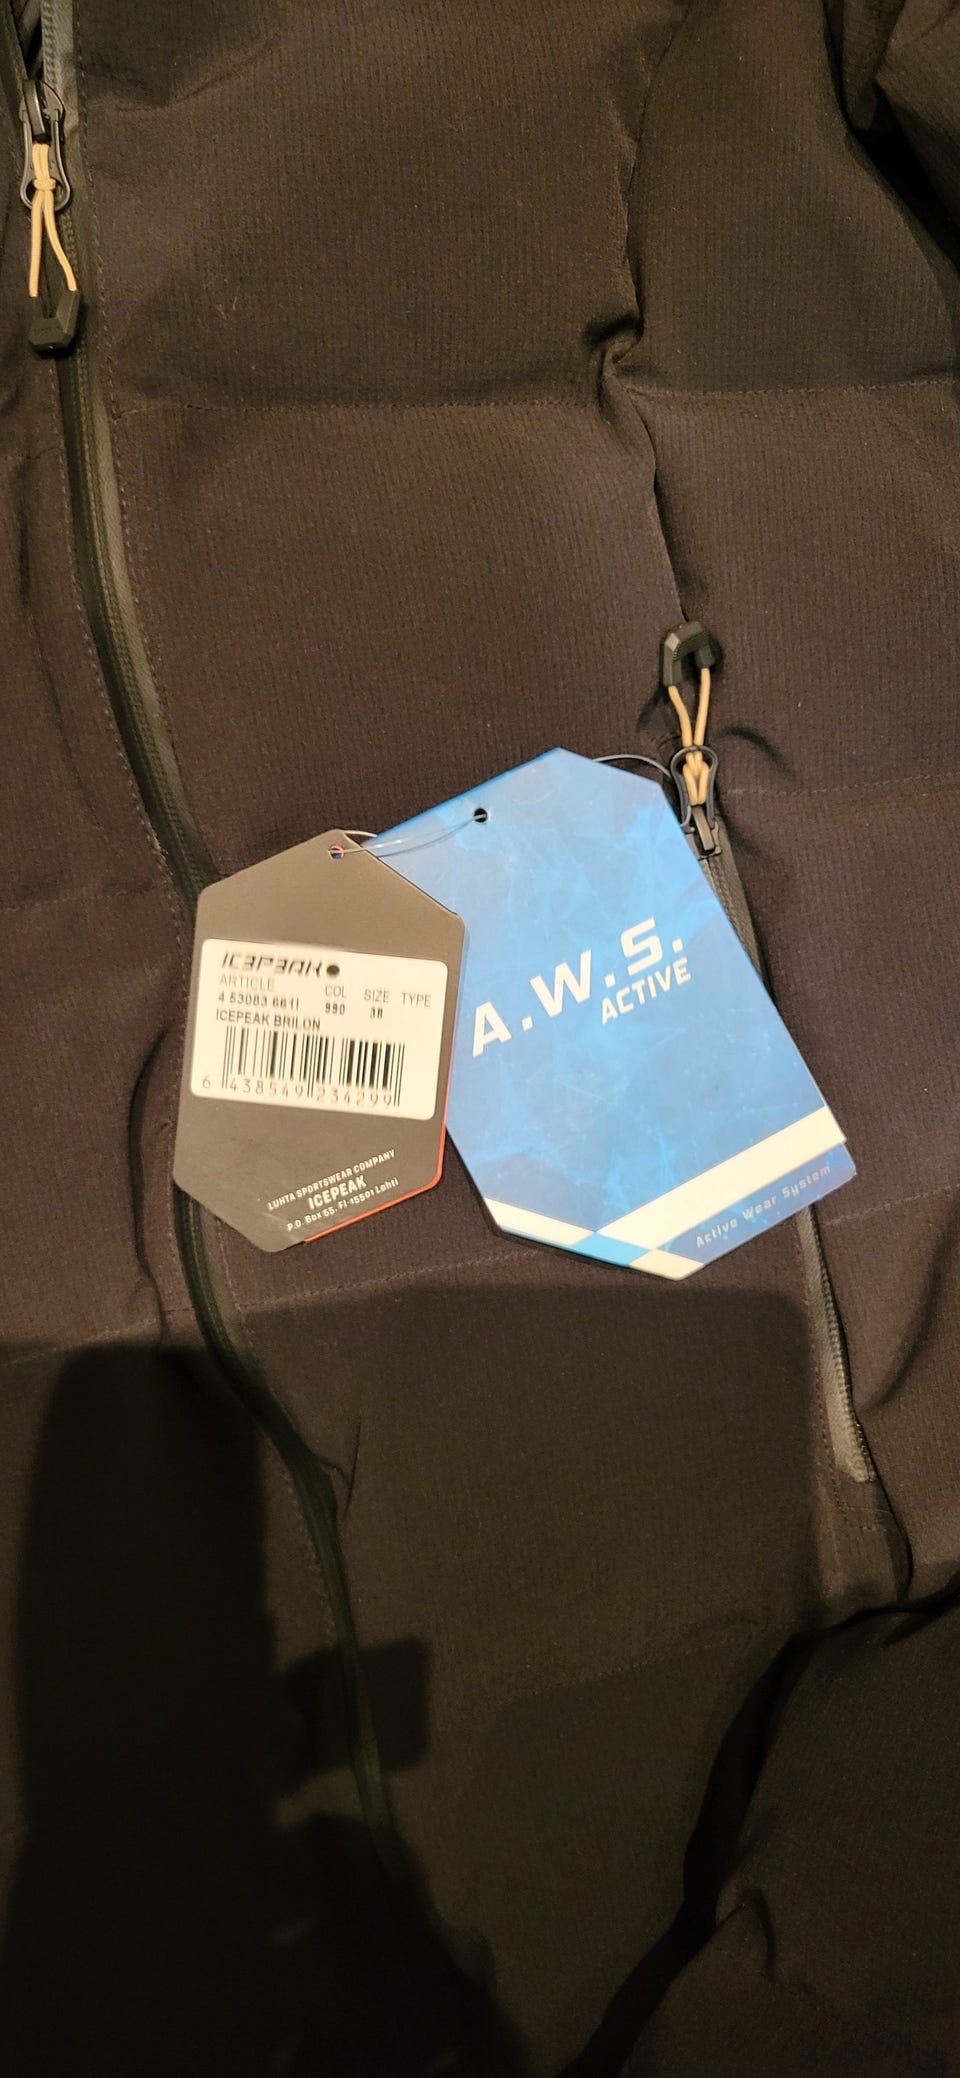 ICEPEAK
ARTICLE COL SIZE TYPE
4 53083 661I 990 38
ICEPEAK BRILON
6 438549 234299
LUHTA SPORTSWEAR COMPANY
ICEPEAK
P.O. Box 55, FI-15501 Lahti
A.W.S.
ACTIVE
Active Wear System